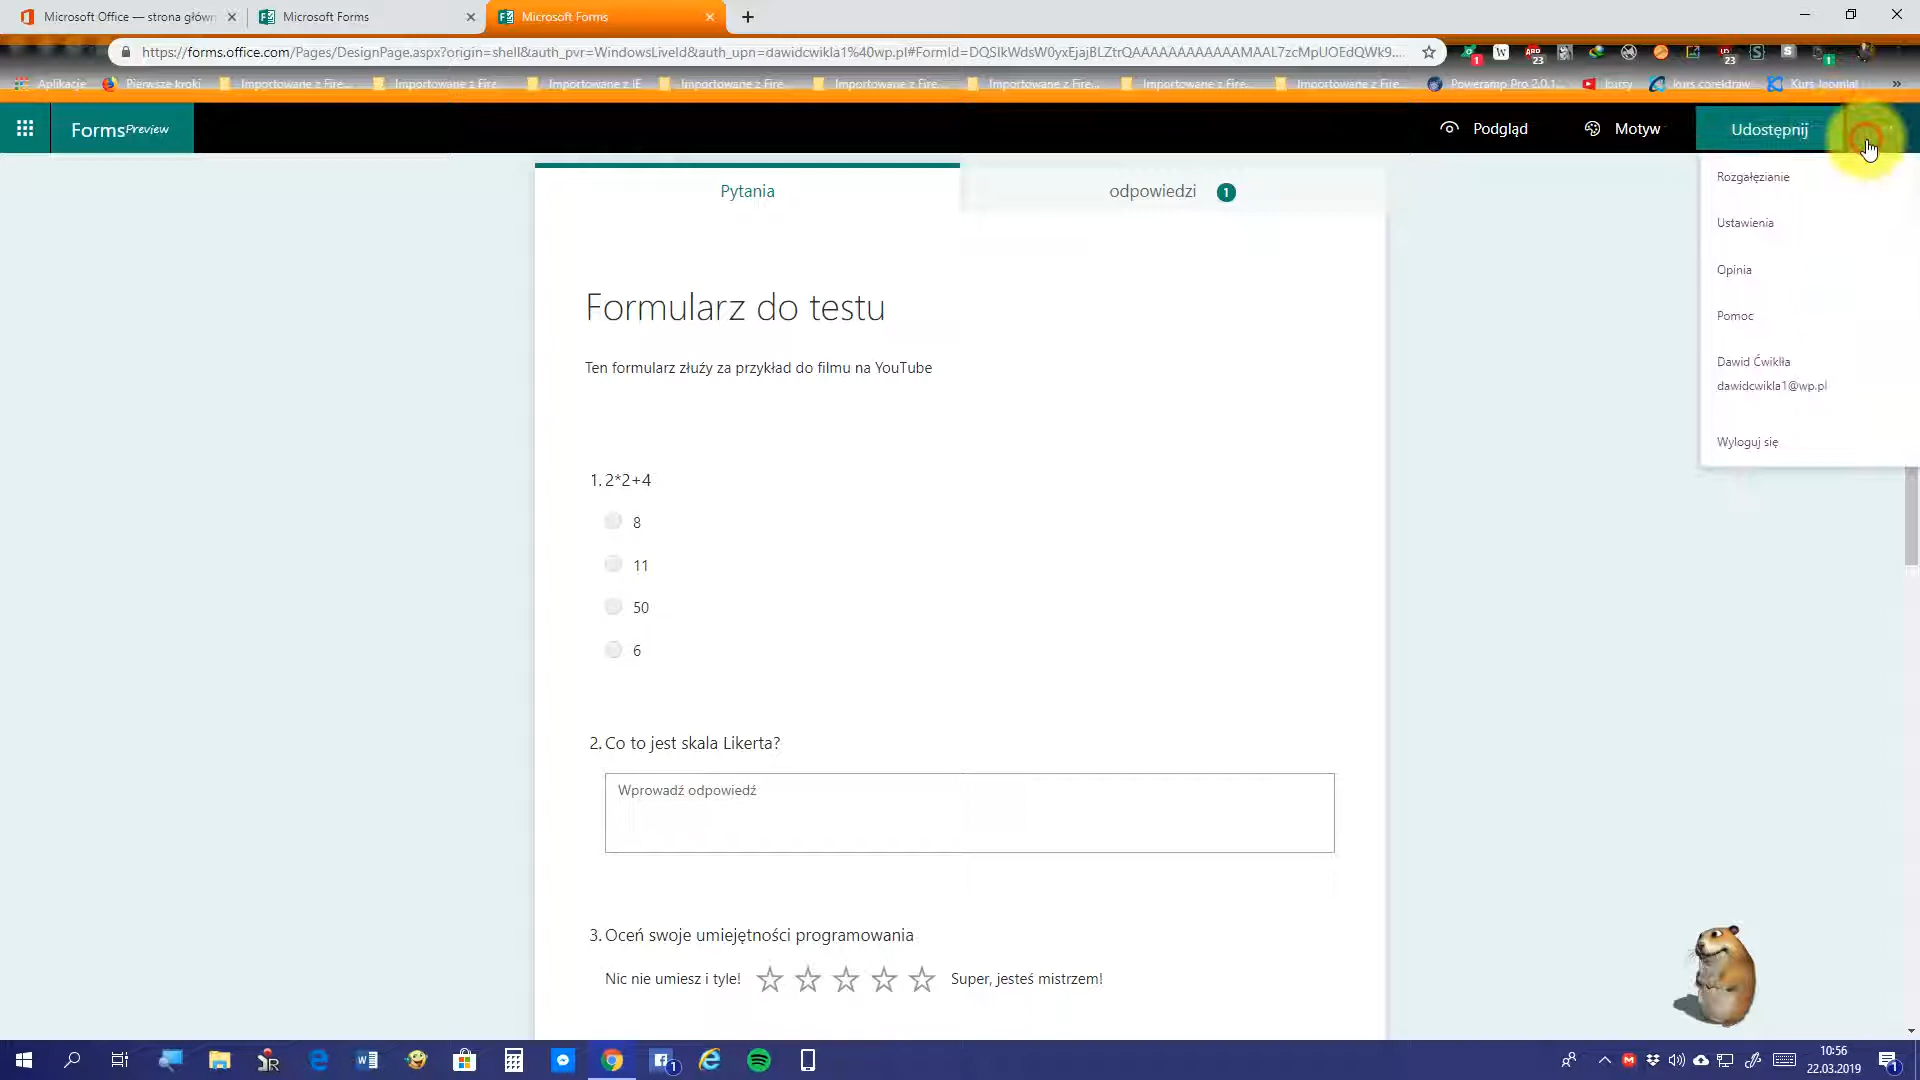 Microsoft Office — strona główn
Microsoft Forms
Microsoft Forms
https://forms.office.com/Pages/DesignPage.aspx?origin=shell&auth_pvr=WindowsLiveId&auth_upn=dawidcwikla1%40wp.pl#FormId=DQSIkWdsW0yxEjajBLZtrQAAAAAAAAAAAAMAAL7zcMpUOEdQWk9....
Aplikacje Pierwsze kroki Importowane z Fire... Importowane z Fire Importowane z IE Importowane z Fire... Importowane z Fire... Importowane z Fire... Importowane z Fire... Importowane z Fire... Poweramp Pro 2.0.1... kurs coreldraw Kurs Joomla! »
Forms Preview
Podgląd
Motyw
Udostępnij
Rozgałęzianie
Ustawienia
Opinia
Pomoc
Dawid Ćwiklła
dawidcwikla1@wp.pl
Wyloguj się
Pytania
odpowiedzi 1
Formularz do testu
Ten formularz złuży za przykład do filmu na YouTube
1. 2*2+4
8
11
50
6
2. Co to jest skala Likerta?
Wprowadź odpowiedź
3. Oceń swoje umiejętności programowania
Nic nie umiesz i tyle!
Super, jesteś mistrzem!
10:56
22.03.2019